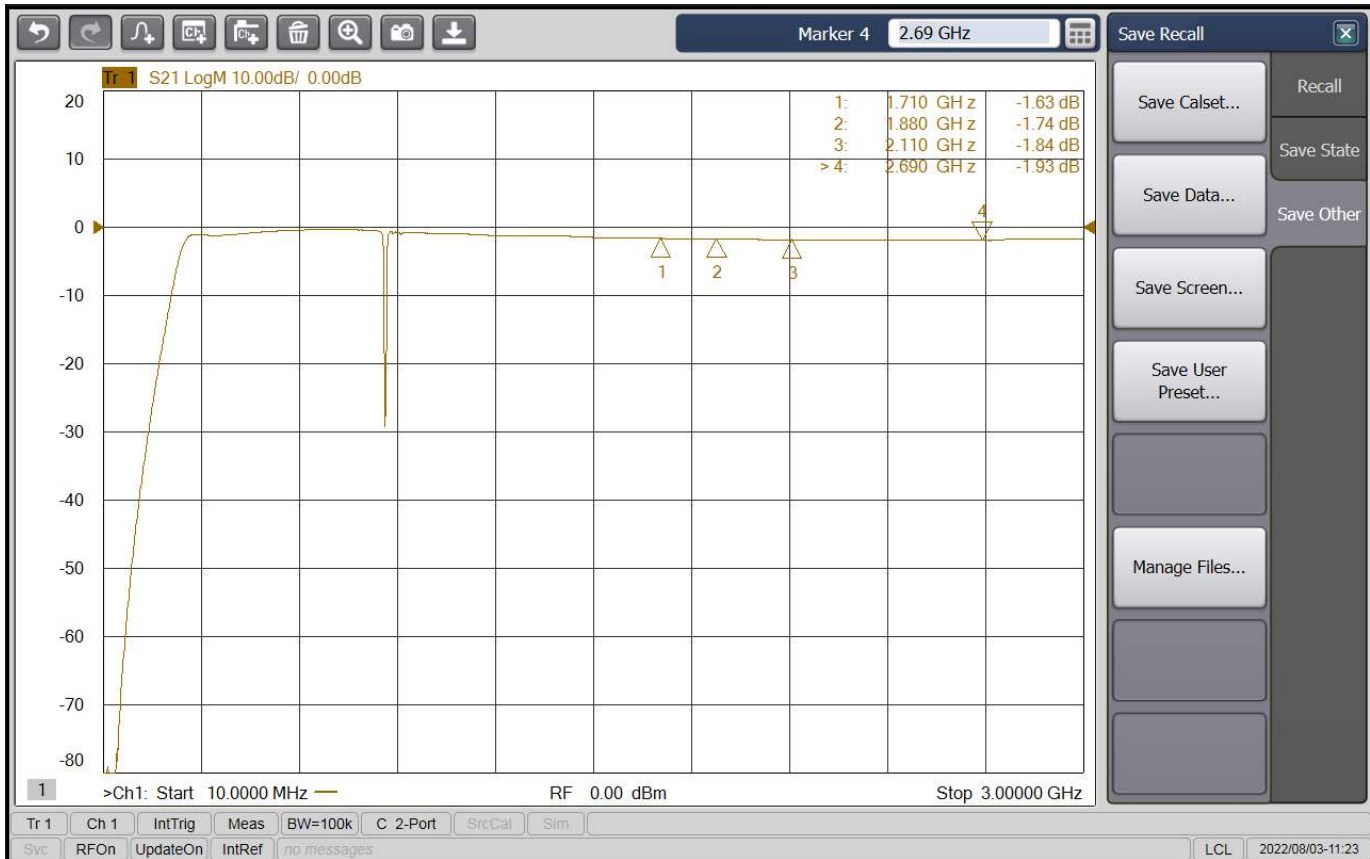 Marker 4 2.69 GHz
Save Recall
Tr 1 S21 LogM 10.00dB/ 0.00dB
1: 1.710 GHz -1.63 dB
2: 1.880 GHz -1.74 dB
3: 2.110 GHz -1.84 dB
> 4: 2.690 GHz -1.93 dB
20
10
0
-10
-20
-30
-40
-50
-60
-70
-80
1
2
3
4
1
>Ch1: Start 10.0000 MHz —
RF 0.00 dBm
Stop 3.00000 GHz
Save Calset...
Save Data...
Save Screen...
Save User
Preset...
Manage Files...
Recall
Save State
Save Other
Tr 1 Ch 1 IntTrig Meas BW=100k C 2-Port SrcCal Sim
Svc RFOn UpdateOn IntRef no messages LCL 2022/08/03-11:23
Ch+
Ch+